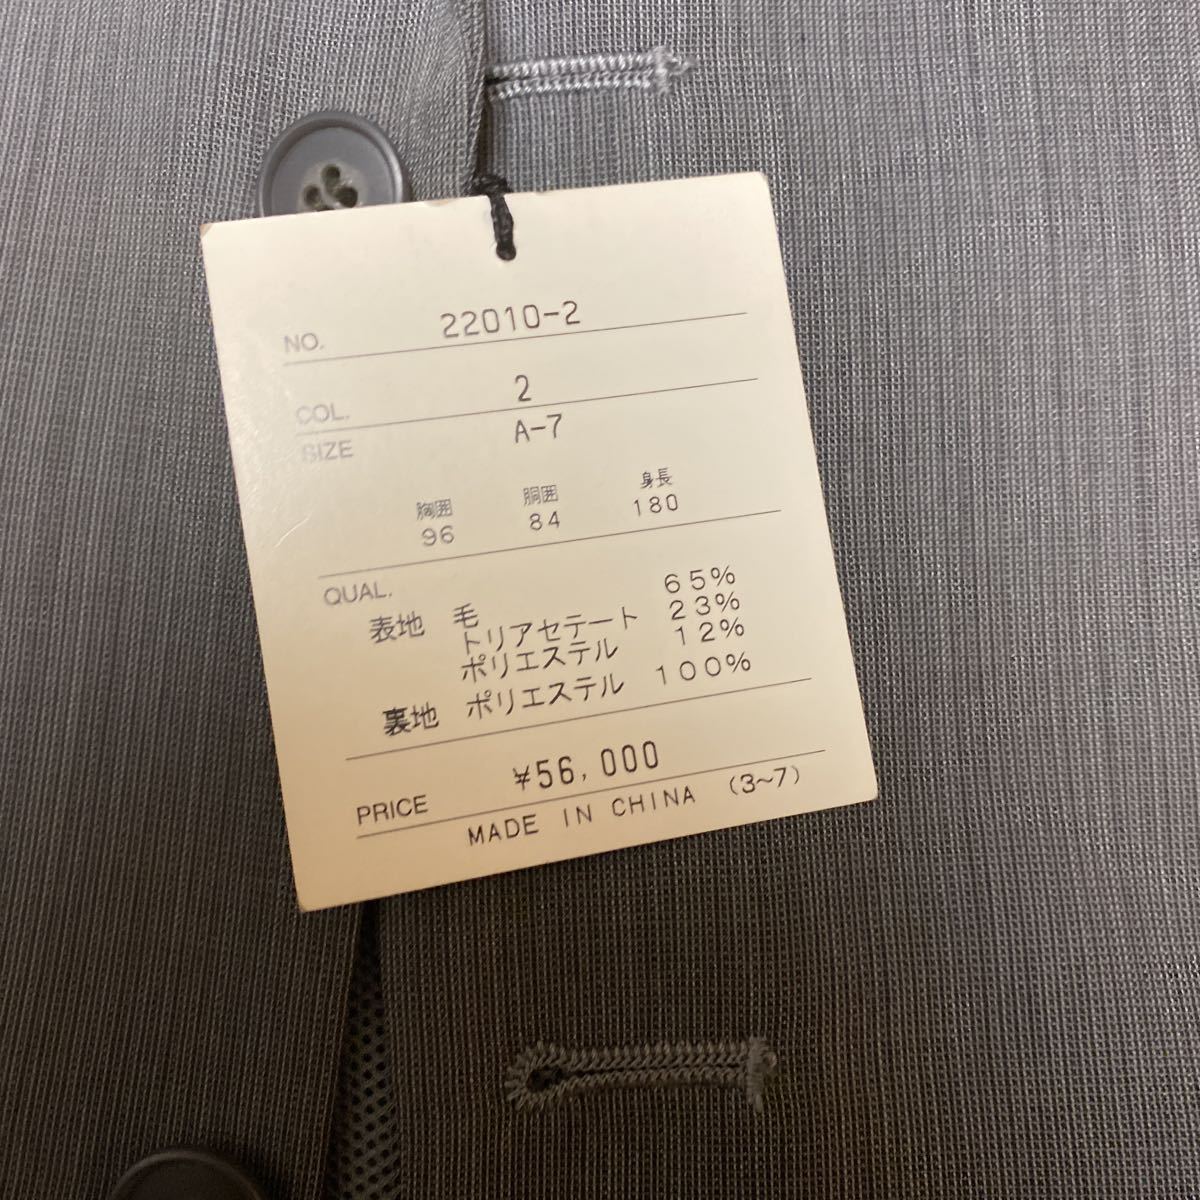 NO. 22010-2
COL. 2
SIZE A-7
胸囲 胴囲 身長
96 84 180
QUAL.
表地 毛 65%
トリアセテート 23%
ポリエステル 12%
裏地 ポリエステル 100%
PRICE ¥56,000
MADE IN CHINA (3~7)